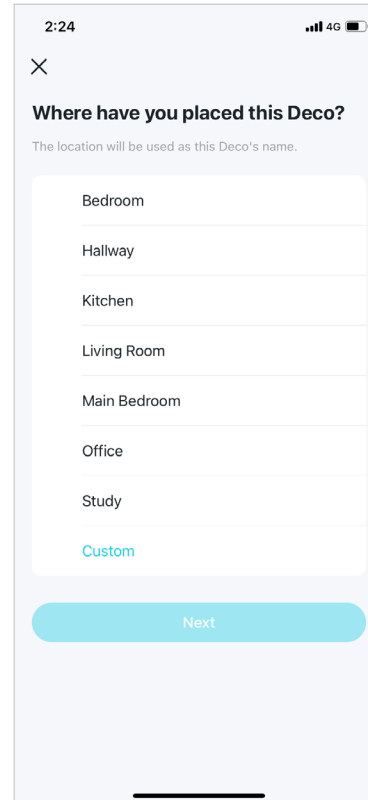 2:24
4G
Where have you placed this Deco?
The location will be used as this Deco's name.
Bedroom
Hallway
Kitchen
Living Room
Main Bedroom
Office
Study
Custom
Next